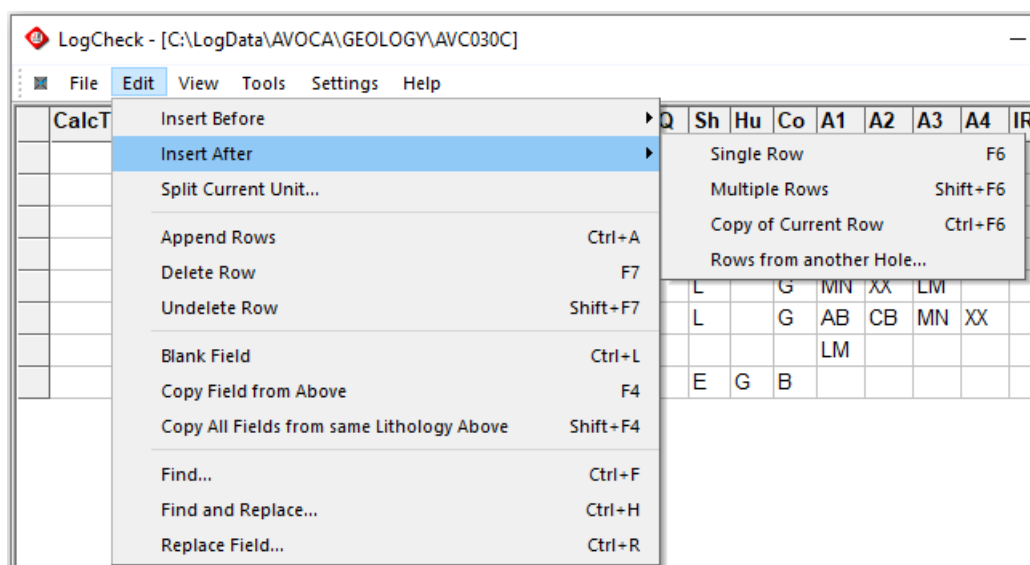 LogCheck - [C:\LogData\AVOCA\GEOLOGY\AVC030C]
File Edit View Tools Settings Help
CalcT Q Sh Hu Co A1 A2 A3 A4 IR
Insert Before
Insert After
Split Current Unit...
Append Rows Ctrl+A
Delete Row F7
Undelete Row Shift+F7
Blank Field Ctrl+L
Copy Field from Above F4
Copy All Fields from same Lithology Above Shift+F4
Find... Ctrl+F
Find and Replace... Ctrl+H
Replace Field... Ctrl+R
Single Row F6
Multiple Rows Shift+F6
Copy of Current Row Ctrl+F6
Rows from another Hole...
L G MN XX LM
L G AB CB MN XX
LM
E G B